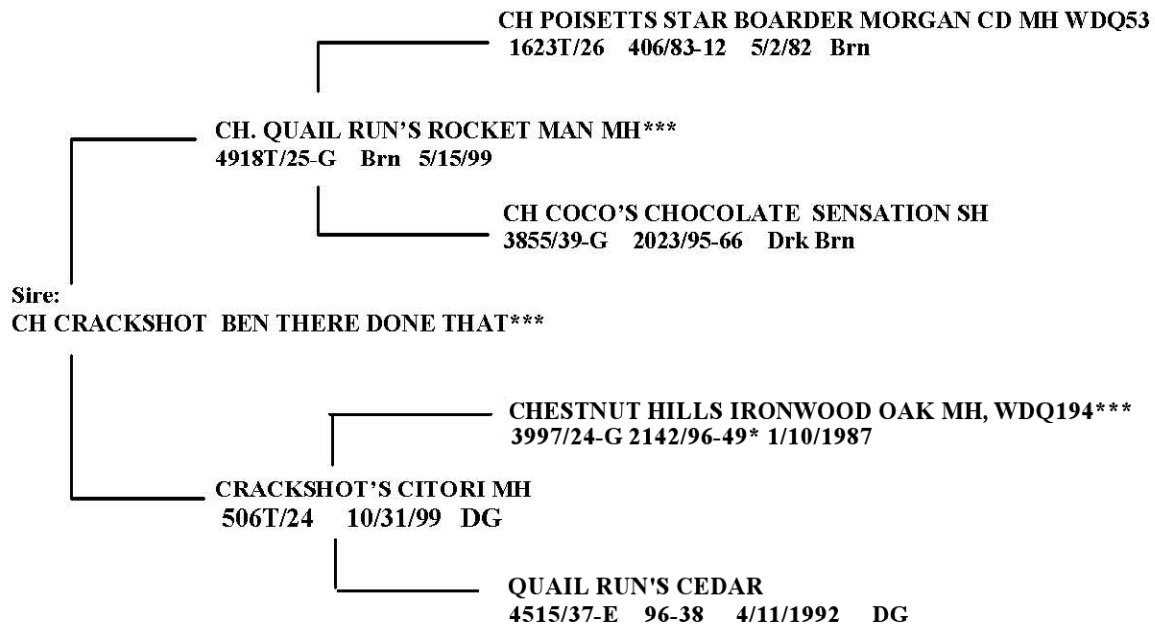 CH POISETTS STAR BOARDER MORGAN CD MH WDQ53
1623T/26 406/83-12 5/2/82 Brn
CH. QUAIL RUN’S ROCKET MAN MH***
4918T/25-G Brn 5/15/99
CH COCO’S CHOCOLATE SENSATION SH
3855/39-G 2023/95-66 Drk Brn
Sire:
CH CRACKSHOT BEN THERE DONE THAT***
CHESTNUT HILLS IRONWOOD OAK MH, WDQ194***
3997/24-G 2142/96-49* 1/10/1987
CRACKSHOT’S CITORI MH
506T/24 10/31/99 DG
QUAIL RUN'S CEDAR
4515/37-E 96-38 4/11/1992 DG